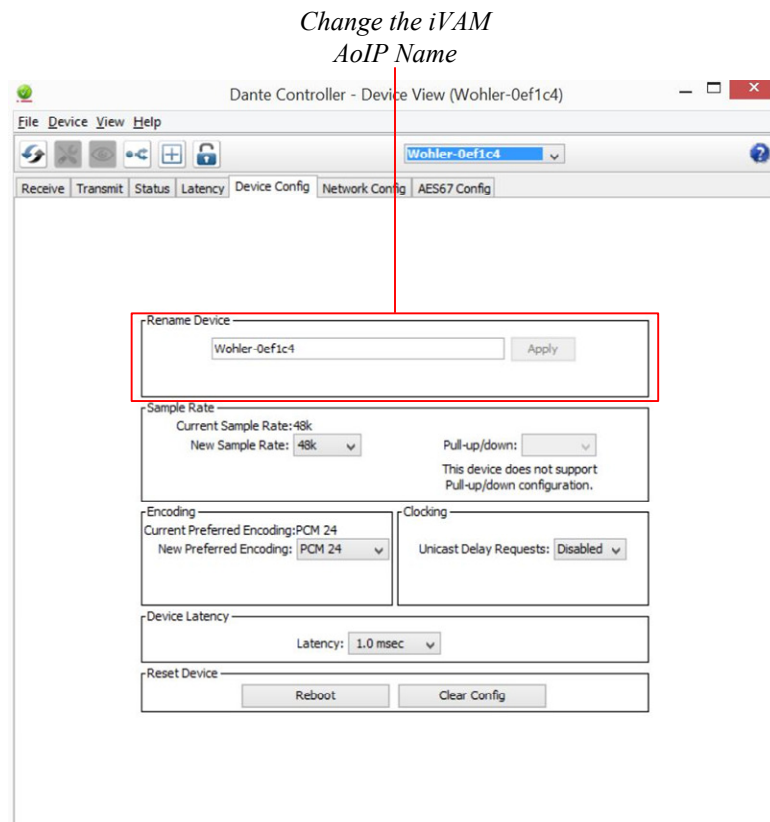 Change the iVAM
AoIP Name
Dante Controller - Device View (Wohler-0ef1c4)
File Device View Help
Wohler-0ef1c4
Receive Transmit Status Latency Device Config Network Config AES67 Config
Rename Device
Wohler-0ef1c4 Apply
Sample Rate
Current Sample Rate:48k
New Sample Rate: 48k Pull-up/down:
This device does not support
Pull-up/down configuration.
Encoding Clocking
Current Preferred Encoding:PCM 24
New Preferred Encoding: PCM 24 Unicast Delay Requests: Disabled
Device Latency
Latency: 1.0 msec
Reset Device
Reboot Clear Config